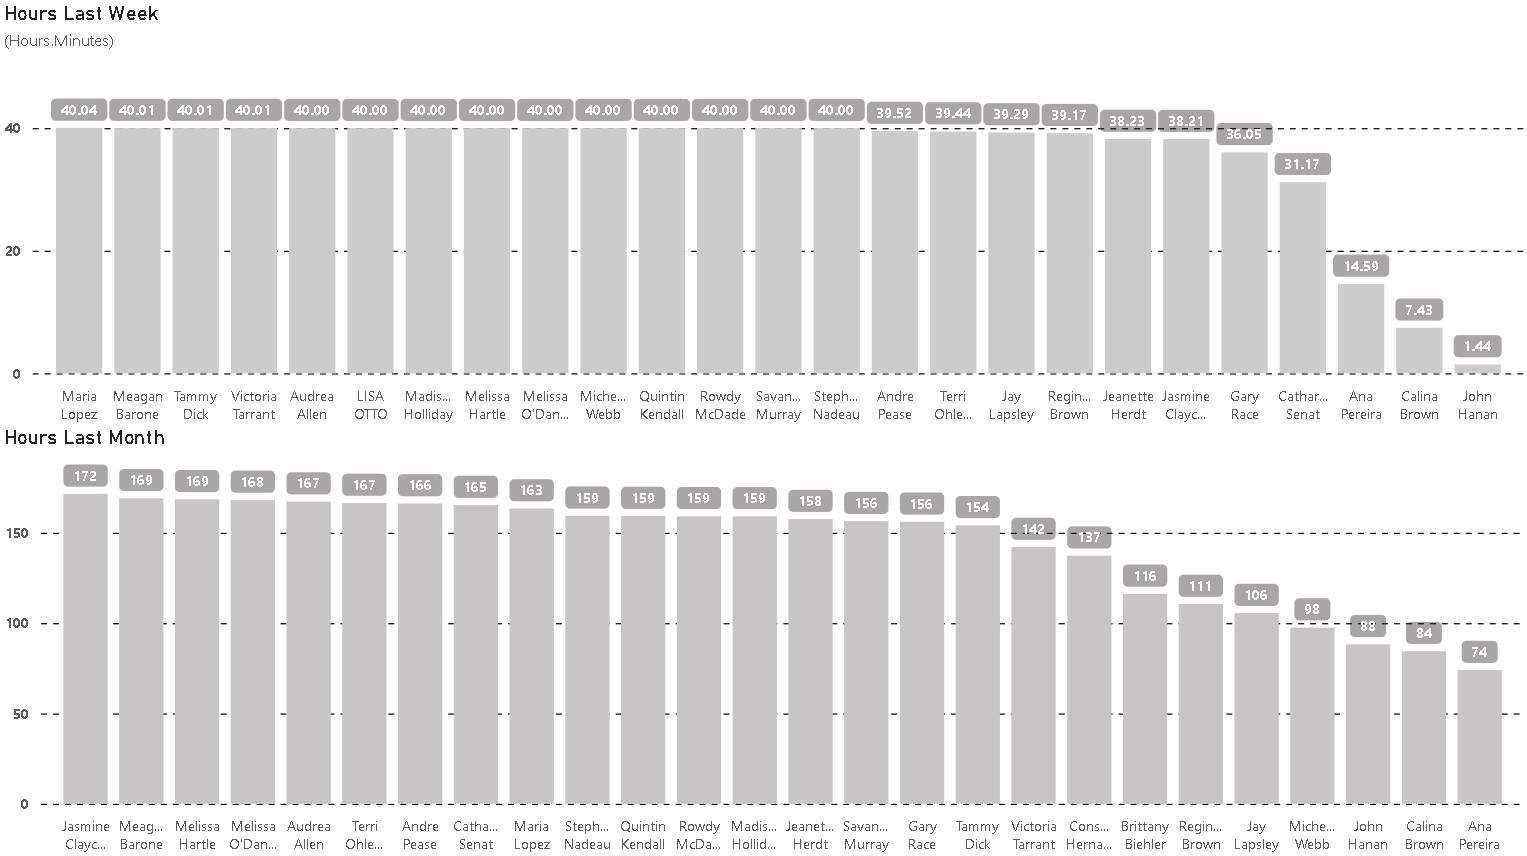 Hours Last Week
(Hours.Minutes)
40.04 40.01 40.01 40.01 40.00 40.00 40.00 40.00 40.00 40.00 40.00 40.00 40.00 40.00 39.52 39.44 39.29 39.17 38.23 38.21 36.05 31.17 14.59 7.43 1.44
40
20
0
Maria Meagan Tammy Victoria Audrea LISA Madis... Melissa Melissa Miche... Quintin Rowdy Savan... Steph... Andre Terri Jay Regin... Jeanette Jasmine Gary Cathar... Ana Calina John
Lopez Barone Dick Tarrant Allen OTTO Holliday Hartle O'Dan... Webb Kendall McDade Murray Nadeau Pease Ohle... Lapsley Brown Herdt Clayc... Race Senat Pereira Brown Hanan
Hours Last Month
172 169 169 168 167 167 166 165 163 159 159 159 159 158 156 156 154 142 137 116 111 106 98 88 84 74
150
100
50
0
Jasmine Meag... Melissa Melissa Audrea Terri Andre Catha... Maria Steph... Quintin Rowdy Madis... Jeanet... Savan... Gary Tammy Victoria Cons... Brittany Regin... Jay Miche... John Calina Ana
Clayc... Barone Hartle O'Dan... Allen Ohle... Pease Senat Lopez Nadeau Kendall McDa... Hollid... Herdt Murray Race Dick Tarrant Herna... Biehler Brown Lapsley Webb Hanan Brown Pereira